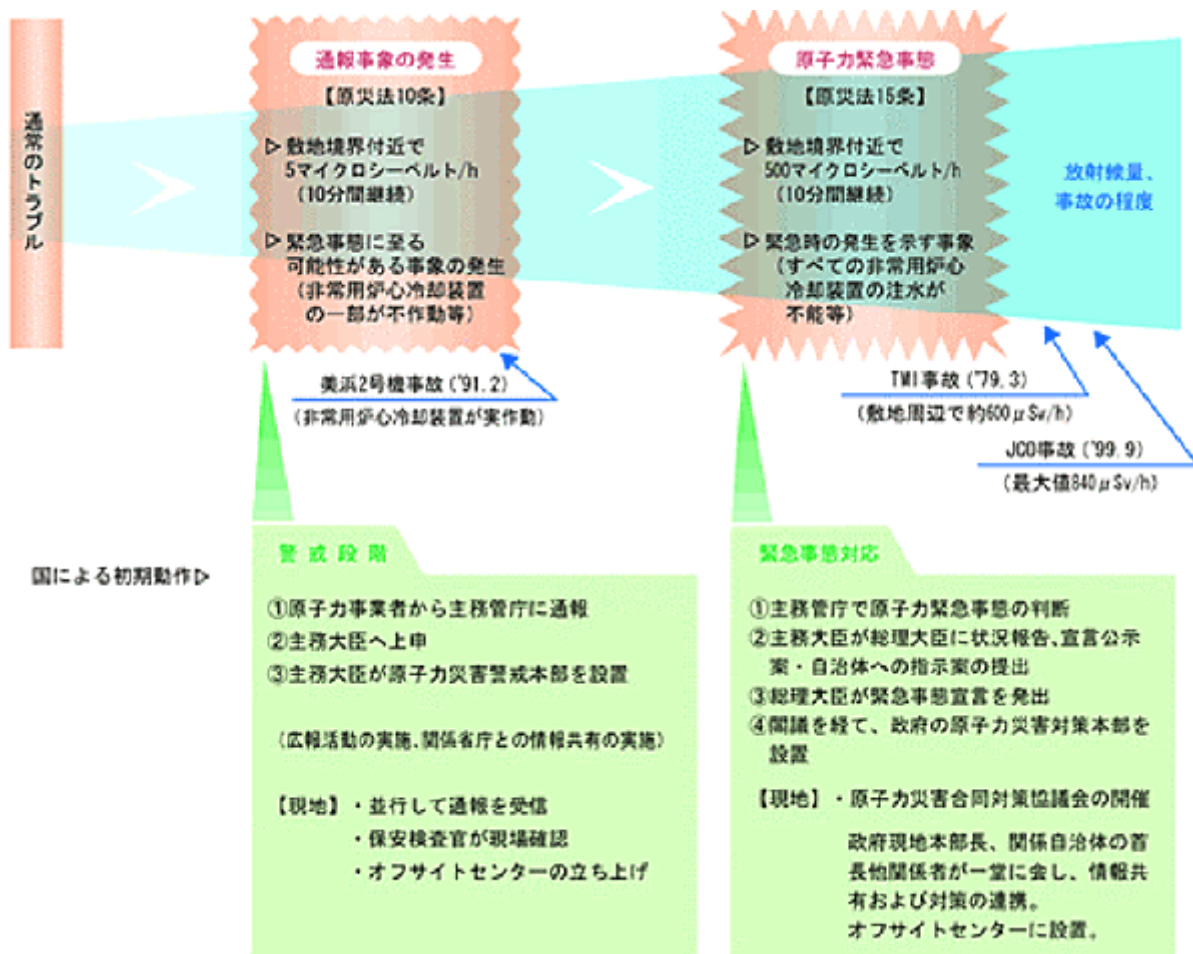 通常のトラブル
通報事象の発生
【原災法10条】
▷ 敷地境界付近で
5マイクロシーベルト/h
(10分間継続)
▷ 緊急事態に至る
可能性がある事象の発生
(非常用炉心冷却装置
の一部が不作動等)
原子力緊急事態
【原災法15条】
▷ 敷地境界付近で
500マイクロシーベルト/h
(10分間継続)
▷ 緊急時の発生を示す事象
(すべての非常用炉心
冷却装置の注水が
不能等)
放射線量、
事故の程度
美浜2号機事故('91.2)
(非常用炉心冷却装置が実作動)
TMI事故('79.3)
(敷地周辺で約600μSv/h)
JCO事故('99.9)
(最大値840μSv/h)
国による初期動作▷
警戒段階
①原子力事業者から主務官庁に通報
②主務大臣へ上申
③主務大臣が原子力災害警戒本部を設置
(広報活動の実施、関係省庁との情報共有の実施)
【現地】・並行して通報を受信
・保安検査官が現場確認
・オフサイトセンターの立ち上げ
緊急事態対応
①主務管庁で原子力緊急事態の判断
②主務大臣が総理大臣に状況報告、宣言公示
案・自治体への指示案の提出
③総理大臣が緊急事態宣言を発出
④閣議を経て、政府の原子力災害対策本部を
設置
【現地】・原子力災害合同対策協議会の開催
政府現地本部長、関係自治体の首
長他関係者が一堂に会し、情報共
有および対策の連携。
オフサイトセンターに設置。